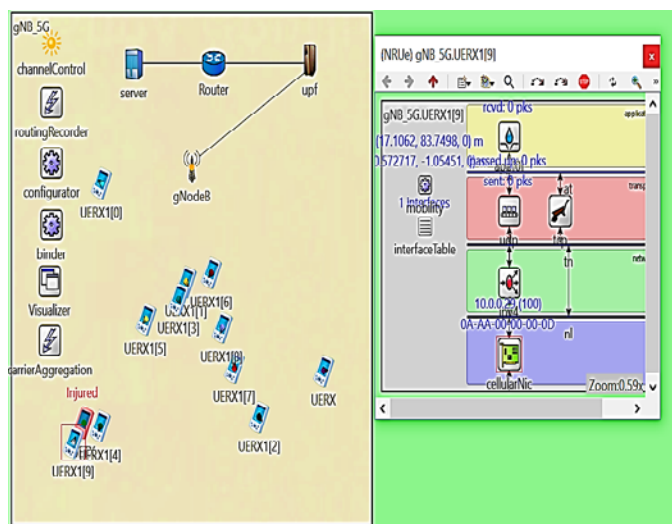 gNB_5G
channelControl
routingRecorder
configurator
binder
Visualizer
carrierAggregation
server
Router
upf
gNodeB
UERX1[0]
UERX1[6]
UERX1[1]
UERX1[3]
UERX1[5]
UERX1[8]
UERX1[7]
UERX
UERX1[2]
Injured
UERX1[4]
UERX1[9]
(NRUe) gNB_5G.UERX1[9]
gNB_5G.UERX1[9]
rcvd: 0 pks
(17.1062, 83.7498, 0) m
passed up: 0 pks
sent: 0 pks
at
1 interfaces
mobility
udp
interfaceTable
tn
10.0.0.29 (100)
0A-AA-00-00-00-0D
nl
cellularNic
Zoom:0.59x